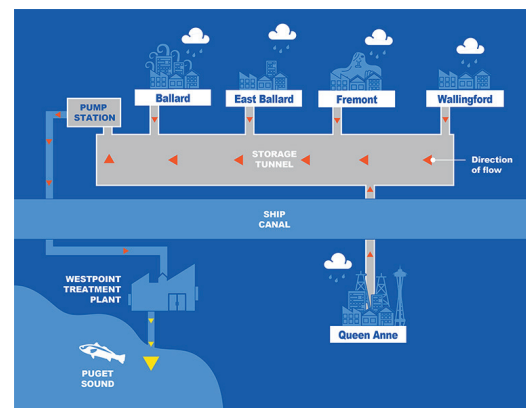 PUMP
STATION
Ballard
East Ballard
Fremont
Wallingford
STORAGE
TUNNEL
Direction
of flow
SHIP
CANAL
WESTPOINT
TREATMENT
PLANT
Queen Anne
PUGET
SOUND